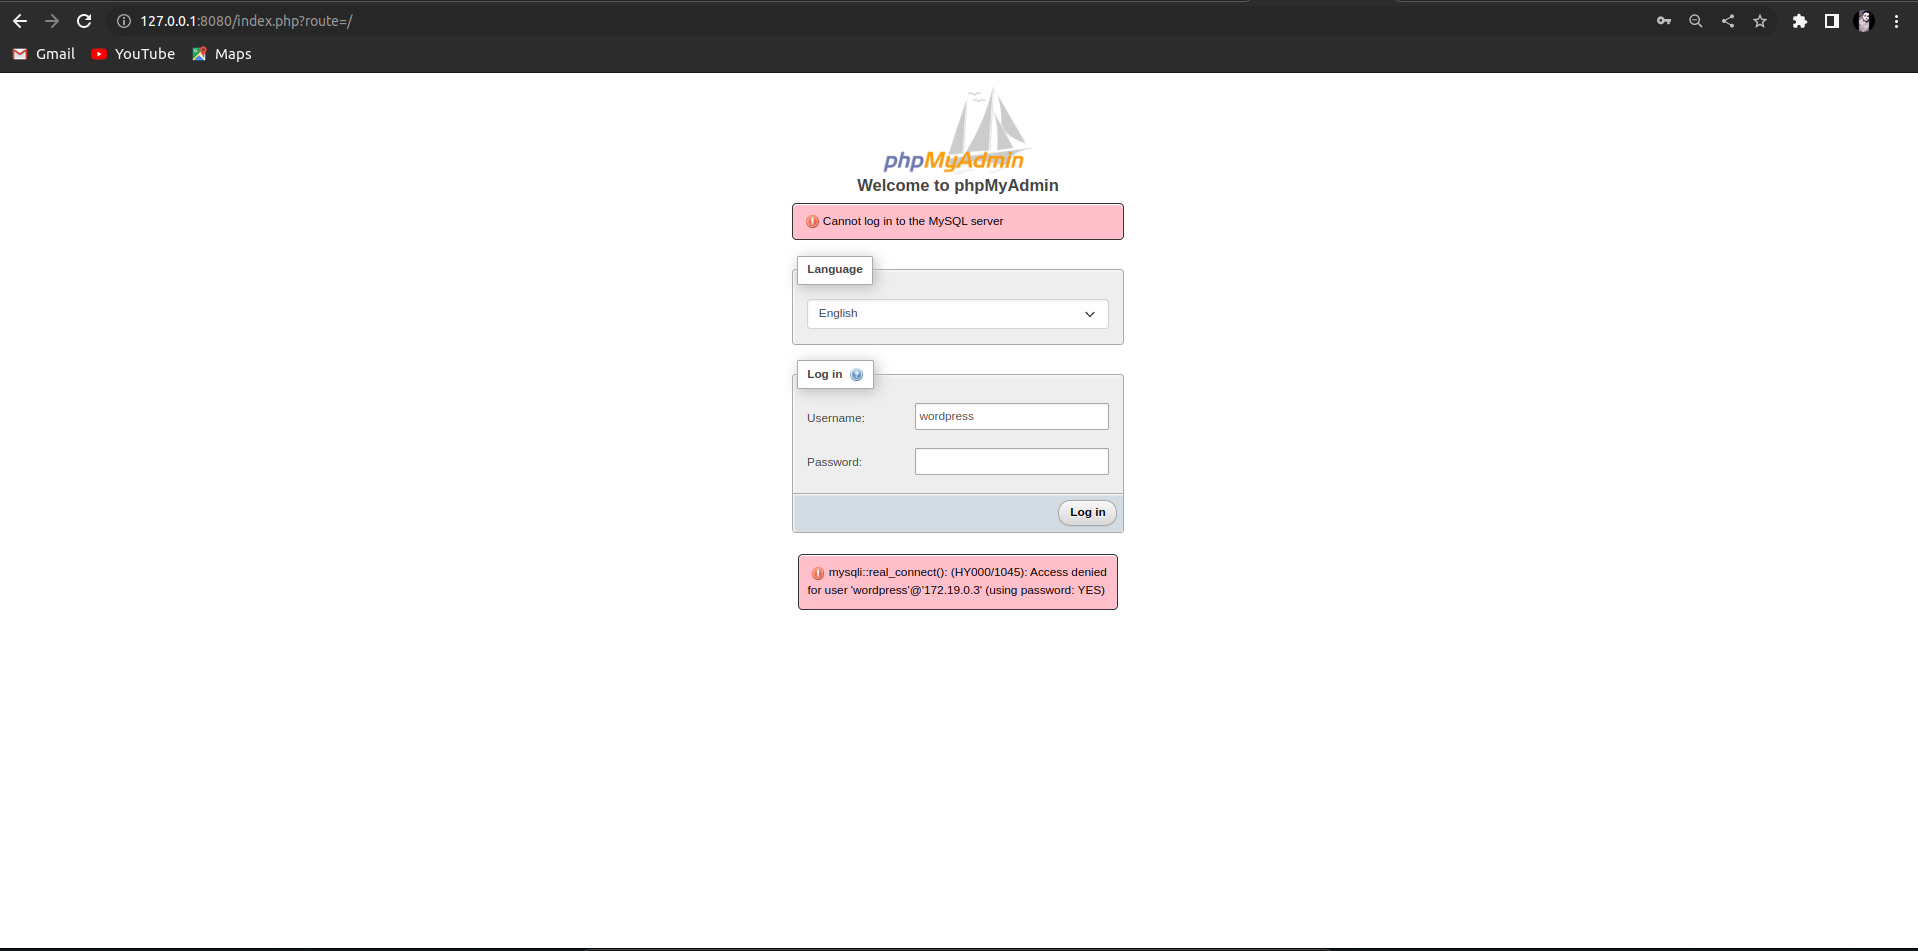 127.0.0.1:8080/index.php?route=/
Gmail YouTube Maps
phpMyAdmin
Welcome to phpMyAdmin
Cannot log in to the MySQL server
Language
English
Log in
Username: wordpress
Password:
Log in
mysqli::real_connect(): (HY000/1045): Access denied
for user 'wordpress'@'172.19.0.3' (using password: YES)